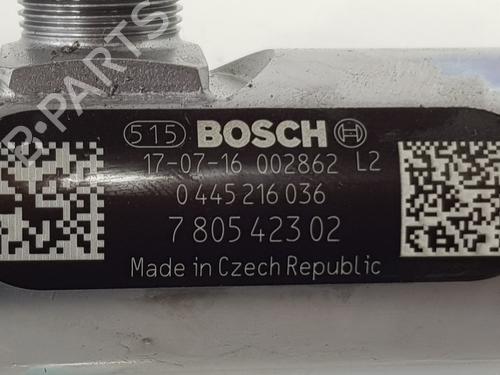 B-PARTS
515 BOSCH
17-07-16 002862 L2
0 445 216 036
7 805 423 02
Made in Czech Republic